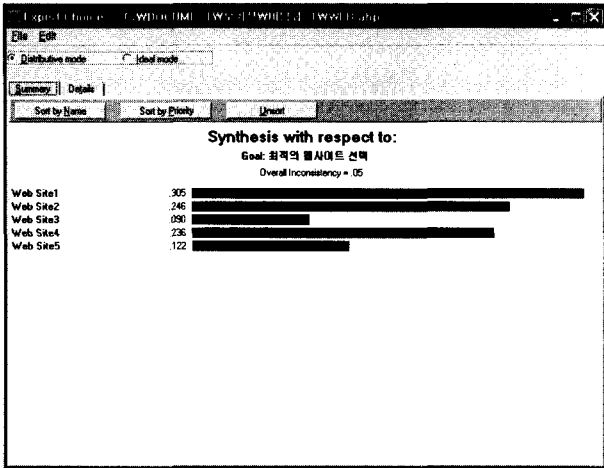 Expert Choice
File Edit
Distributive mode Ideal mode
Summary Details
Sort by Name Sort by Priority Unsort
Synthesis with respect to:
Goal: 최적의 웹사이트 선택
Overall Inconsistency = .05
Web Site1 .305
Web Site2 .246
Web Site3 .090
Web Site4 .236
Web Site5 .122